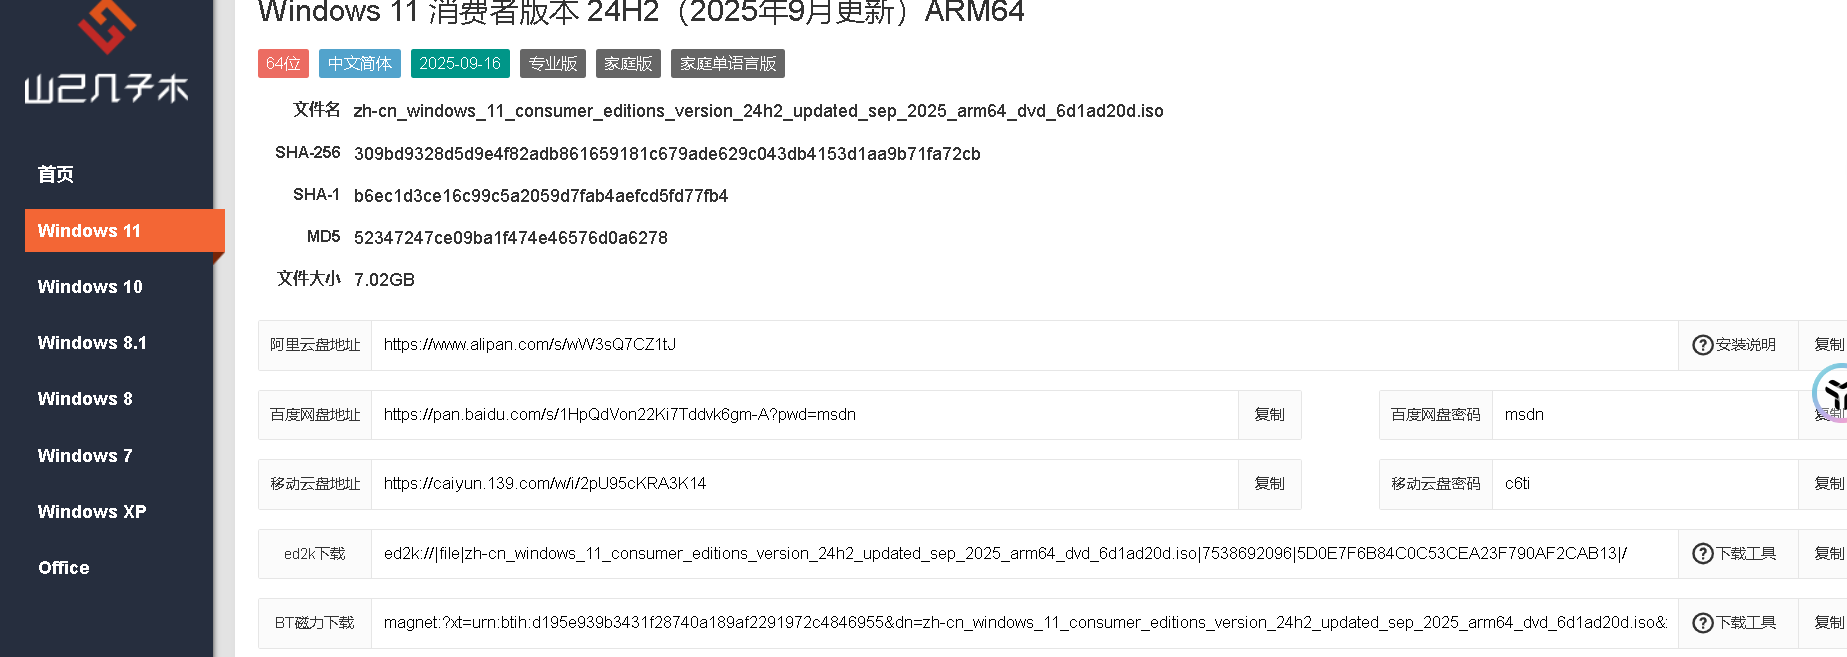 Windows 11 消费者版本 24H2（2025年9月更新）ARM64
山己几子木
64位 中文简体 2025-09-16 专业版 家庭版 家庭单语言版
文件名 zh-cn_windows_11_consumer_editions_version_24h2_updated_sep_2025_arm64_dvd_6d1ad20d.iso
SHA-256 309bd9328d5d9e4f82adb861659181c679ade629c043db4153d1aa9b71fa72cb
SHA-1 b6ec1d3ce16c99c5a2059d7fab4aefcd5fd77fb4
MD5 52347247ce09ba1f474e46576d0a6278
文件大小 7.02GB
首页
Windows 11
Windows 10
Windows 8.1
Windows 8
Windows 7
Windows XP
Office
阿里云盘地址 https://www.alipan.com/s/wW3sQ7CZ1tJ 安装说明 复制
百度网盘地址 https://pan.baidu.com/s/1HpQdVon22Ki7Tddvk6gm-A?pwd=msdn 复制 百度网盘密码 msdn 复制
移动云盘地址 https://caiyun.139.com/w/i/2pU95cKRA3K14 复制 移动云盘密码 c6ti 复制
ed2k下载 ed2k://|file|zh-cn_windows_11_consumer_editions_version_24h2_updated_sep_2025_arm64_dvd_6d1ad20d.iso|7538692096|5D0E7F6B84C0C53CEA23F790AF2CAB13|/ 下载工具 复制
BT磁力下载 magnet:?xt=urn:btih:d195e939b3431f28740a189af2291972c4846955&dn=zh-cn_windows_11_consumer_editions_version_24h2_updated_sep_2025_arm64_dvd_6d1ad20d.iso& 下载工具 复制